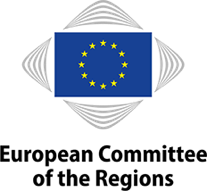 European Committee
of the Regions